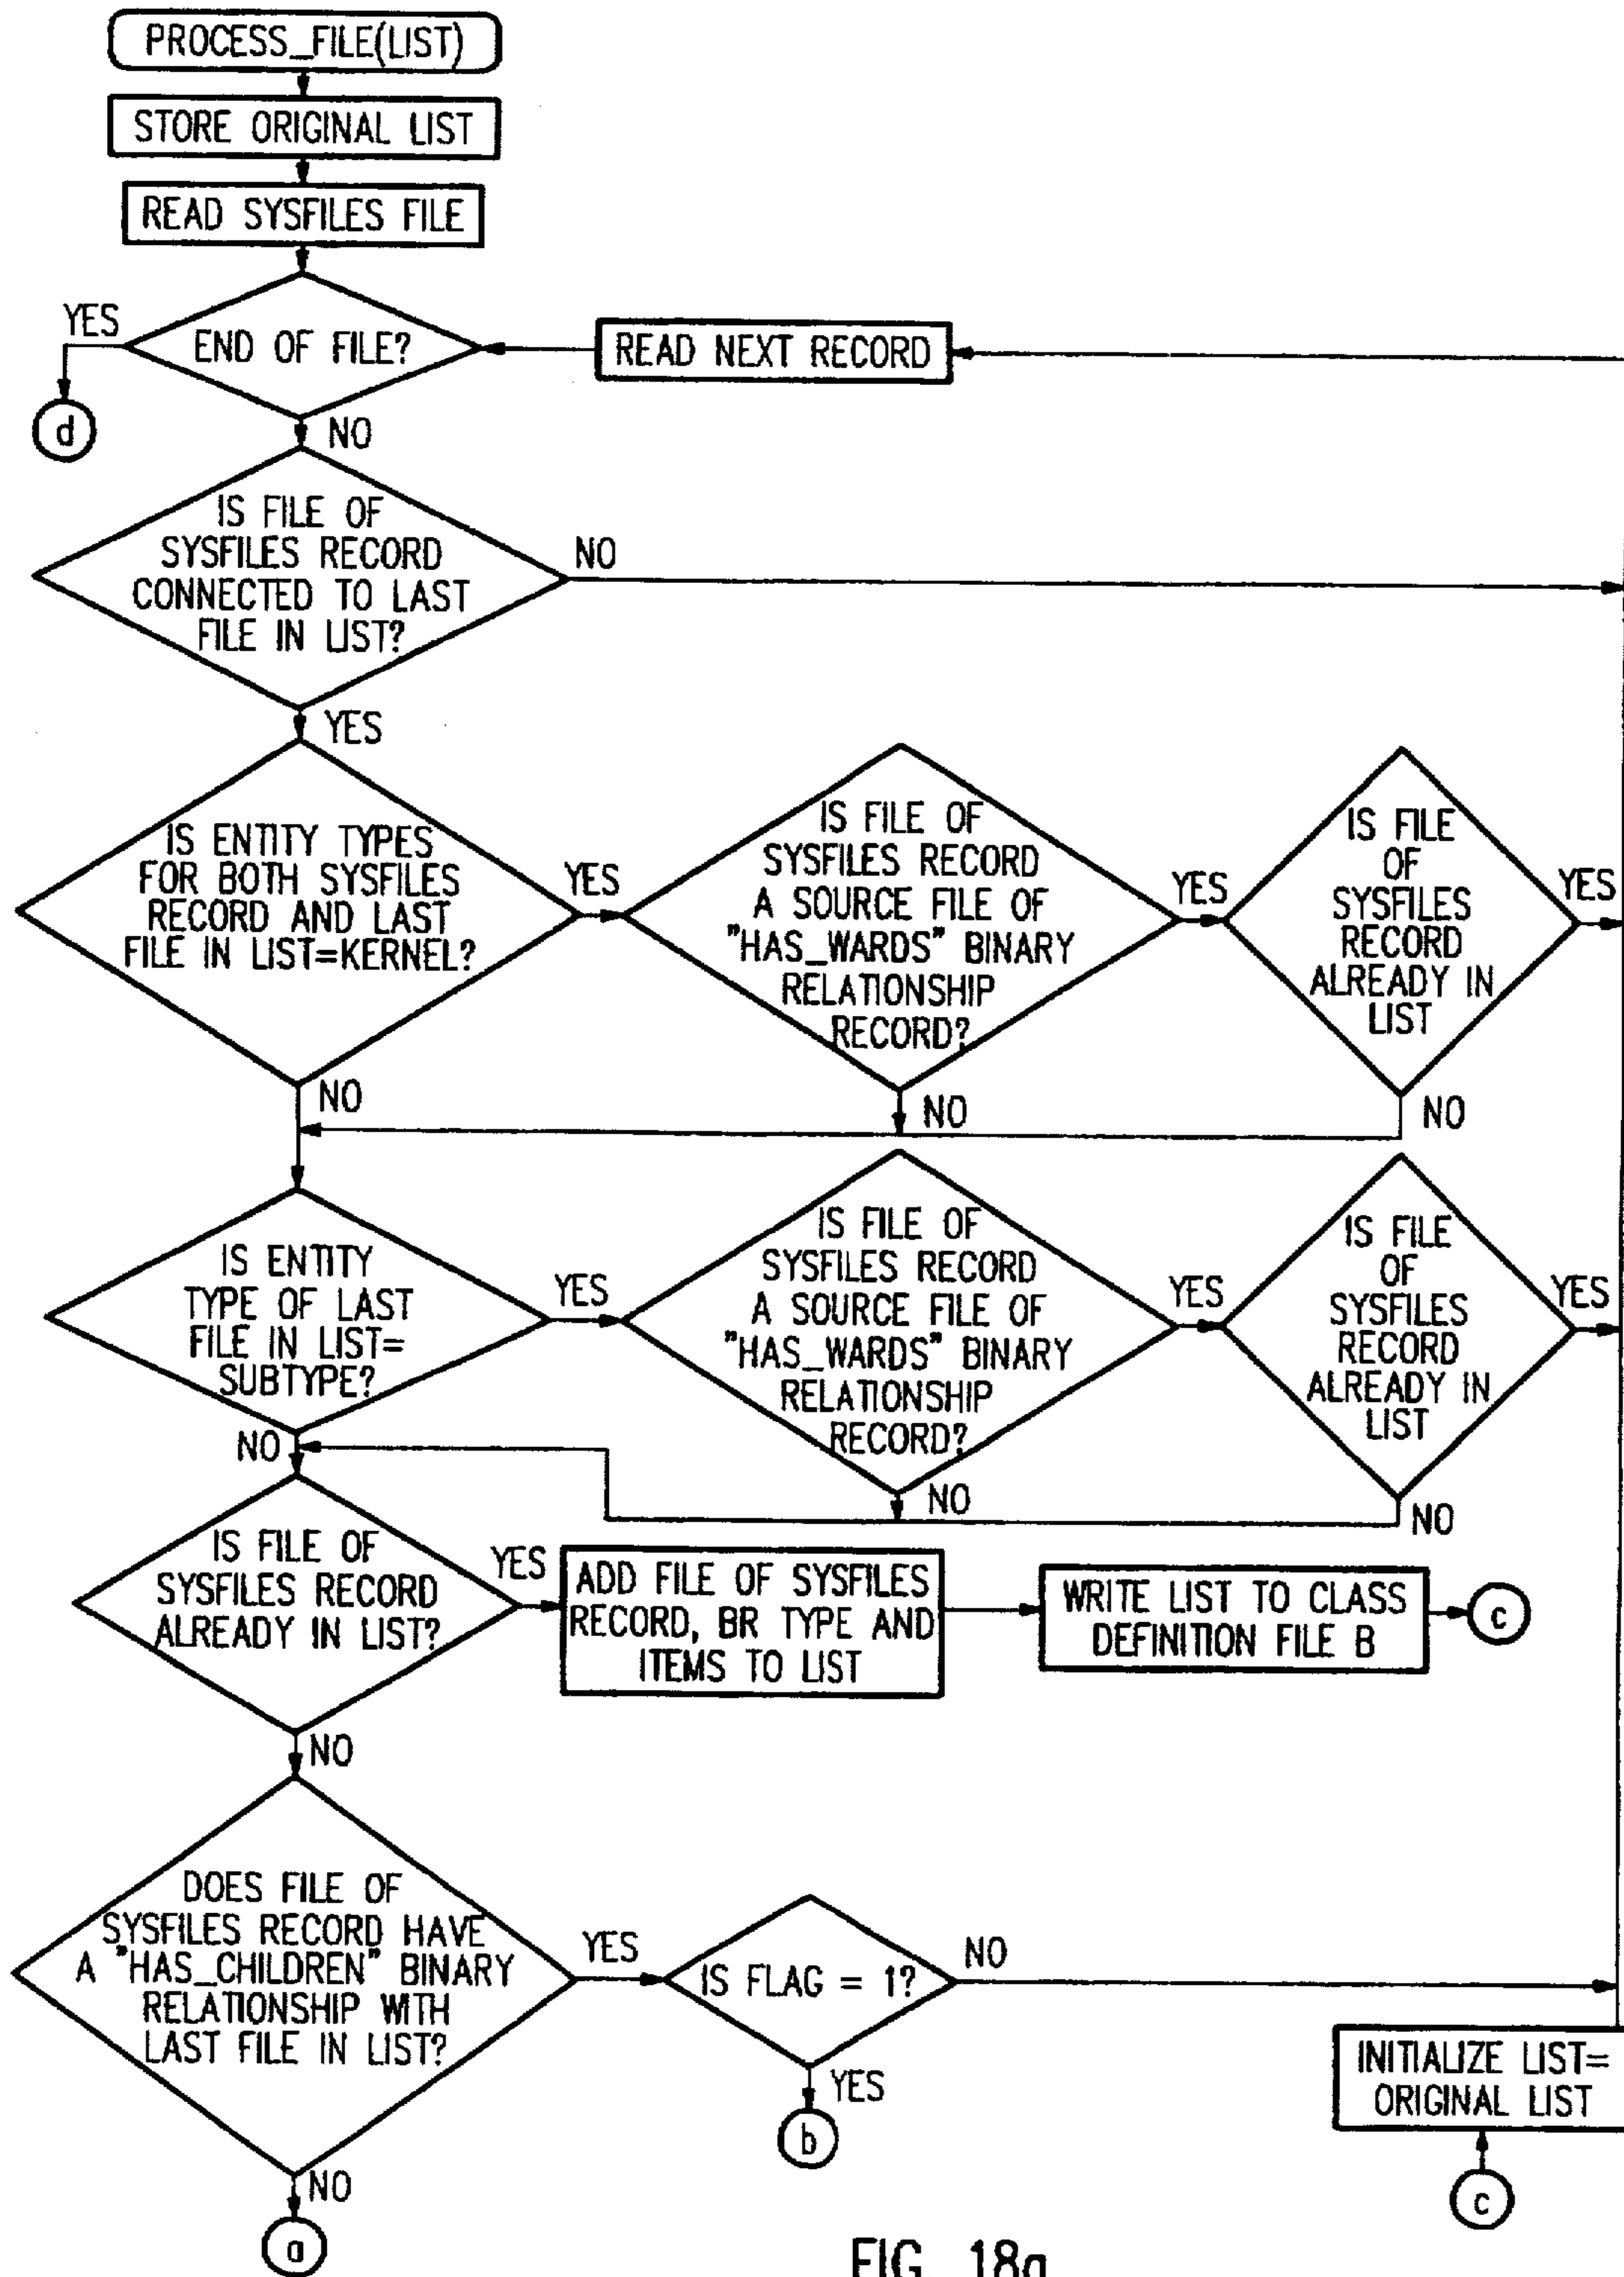 PROCESS_FILE(LIST)
STORE ORIGINAL LIST
READ SYSFILES FILE
YES
END OF FILE?
READ NEXT RECORD
d
NO
IS FILE OF
SYSFILES RECORD
CONNECTED TO LAST
FILE IN LIST?
NO
YES
IS ENTITY TYPES
FOR BOTH SYSFILES
RECORD AND LAST
FILE IN LIST=KERNEL?
YES
IS FILE OF
SYSFILES RECORD
A SOURCE FILE OF
"HAS_WARDS" BINARY
RELATIONSHIP
RECORD?
YES
IS FILE
OF
SYSFILES
RECORD
ALREADY IN
LIST
YES
NO
NO
NO
IS ENTITY
TYPE OF LAST
FILE IN LIST=
SUBTYPE?
YES
IS FILE OF
SYSFILES RECORD
A SOURCE FILE OF
"HAS_WARDS" BINARY
RELATIONSHIP
RECORD?
YES
IS FILE
OF
SYSFILES
RECORD
ALREADY IN
LIST
YES
NO
NO
NO
IS FILE OF
SYSFILES RECORD
ALREADY IN LIST?
YES
ADD FILE OF SYSFILES
RECORD, BR TYPE AND
ITEMS TO LIST
WRITE LIST TO CLASS
DEFINITION FILE B
c
NO
DOES FILE OF
SYSFILES RECORD HAVE
A "HAS_CHILDREN" BINARY
RELATIONSHIP WITH
LAST FILE IN LIST?
YES
IS FLAG = 1?
NO
YES
b
INITIALIZE LIST=
ORIGINAL LIST
c
NO
a
FIG. 18a